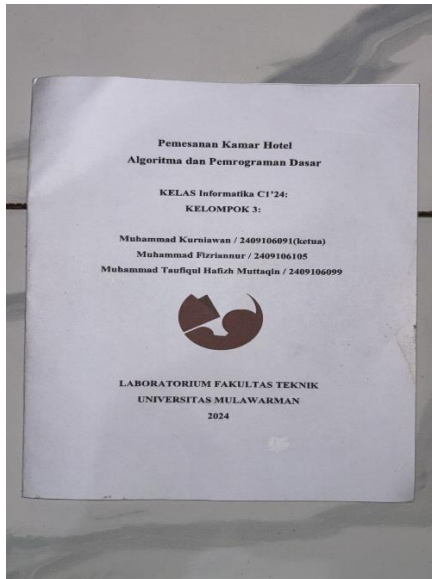 Pemesanan Kamar Hotel
Algoritma dan Pemrograman Dasar
KELAS Informatika C1'24:
KELOMPOK 3:
Muhammad Kurniawan / 2409106091(ketua)
Muhammad Fizriannur / 2409106105
Muhammad Taufiqul Hafizh Muttaqin / 2409106099
LABORATORIUM FAKULTAS TEKNIK
UNIVERSITAS MULAWARMAN
2024